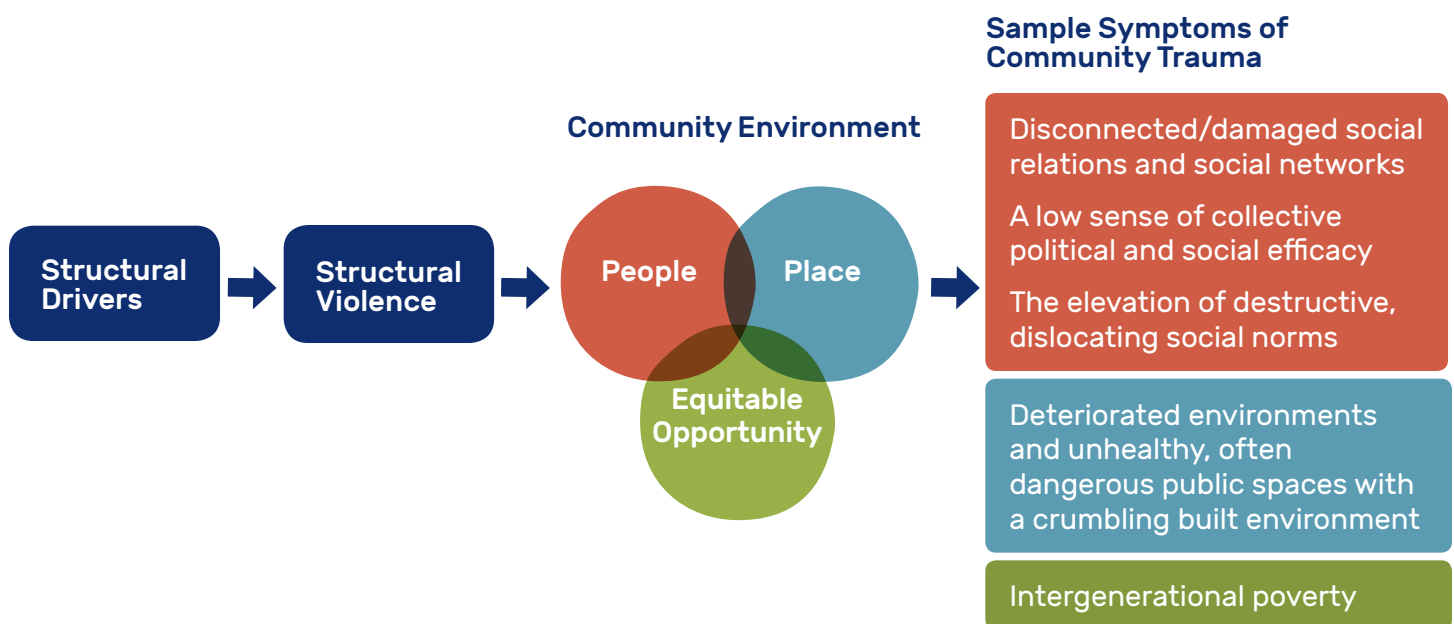 Structural
Drivers
Structural
Violence
Community Environment
People
Place
Equitable
Opportunity
Sample Symptoms of
Community Trauma
Disconnected/damaged social
relations and social networks
A low sense of collective
political and social efficacy
The elevation of destructive,
dislocating social norms
Deteriorated environments
and unhealthy, often
dangerous public spaces with
a crumbling built environment
Intergenerational poverty